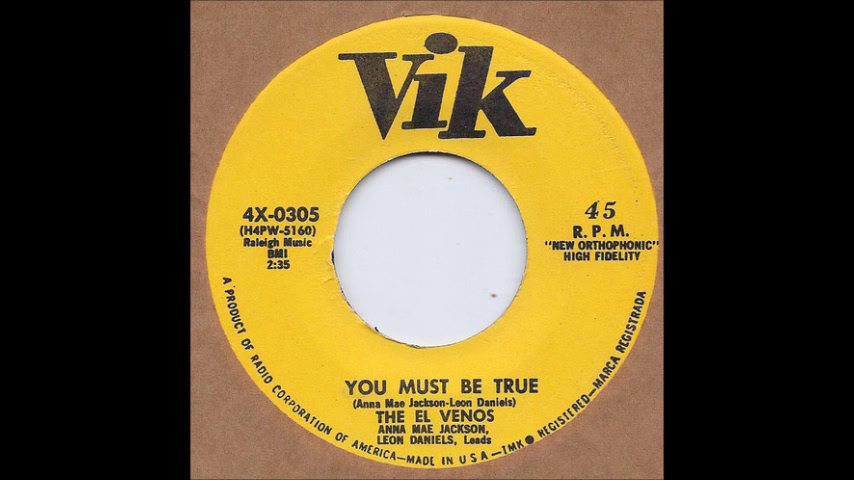 Vik
4X-0305
(H4PW-5160)
Raleigh Music
BMI
2:35
45
R.P.M.
"NEW ORTHOPHONIC"
HIGH FIDELITY
YOU MUST BE TRUE
(Anna Mae Jackson-Leon Daniels)
THE EL VENOS
ANNA MAE JACKSON,
LEON DANIELS, Leads
A PRODUCT OF RADIO CORPORATION OF AMERICA—MADE IN U S A—TMK ● REGISTERED—MARCA REGISTRADA